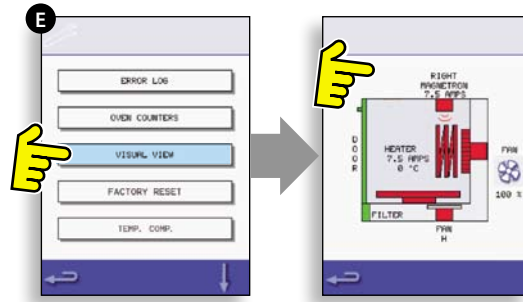 E
ERROR LOG
OVEN COUNTERS
VISUAL VIEW
FACTORY RESET
TEMP. COMP.
RIGHT
MAGNETRON
7.5 AMPS
DOOR
HEATER
7.5 AMPS
0 °C
FAN
100 %
FILTER
FAN
H